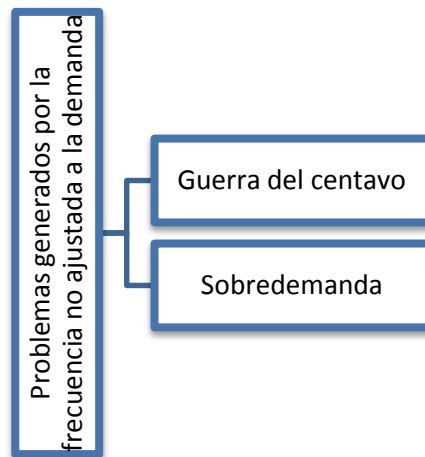 Problemas generados por la
frecuencia no ajustada a la demanda
Guerra del centavo
Sobredemanda